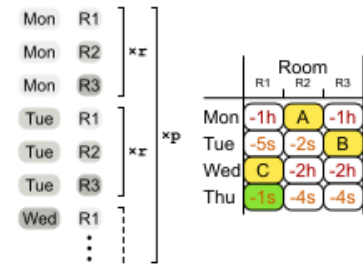 Mon R1
Mon R2
Mon R3
×r
Tue R1
Tue R2
Tue R3
×r
Wed R1
×p
Room
R1 R2 R3
Mon -1h A -1h
Tue -5s -2s B
Wed C -2h -2h
Thu -1s -4s -4s